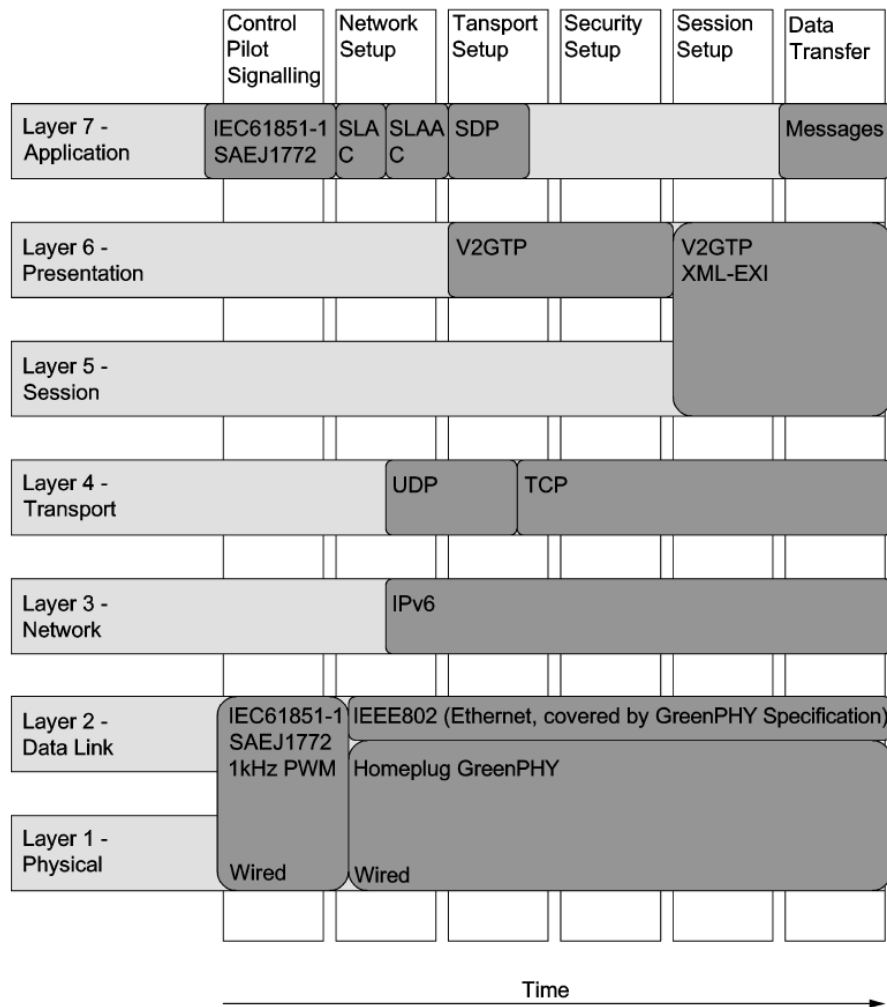 Control
Pilot
Signalling
Network
Setup
Tansport
Setup
Security
Setup
Session
Setup
Data
Transfer
Layer 7 -
Application
IEC61851-1
SAEJ1772
SLA
C
SLAA
C
SDP
Messages
Layer 6 -
Presentation
V2GTP
V2GTP
XML-EXI
Layer 5 -
Session
Layer 4 -
Transport
UDP
TCP
Layer 3 -
Network
IPv6
Layer 2 -
Data Link
IEC61851-1
SAEJ1772
1kHz PWM
IEEE802 (Ethernet, covered by GreenPHY Specification)
Homeplug GreenPHY
Layer 1 -
Physical
Wired
Wired
Time